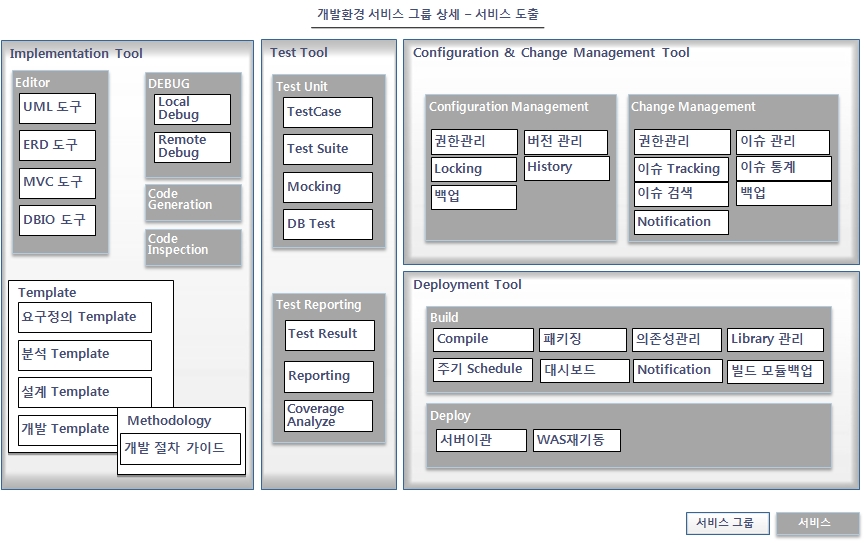 개발환경 서비스 그룹 상세 – 서비스 도출
Implementation Tool
Editor
UML 도구
ERD 도구
MVC 도구
DBIO 도구
DEBUG
Local
Debug
Remote
Debug
Code
Generation
Code
Inspection
Template
요구정의 Template
분석 Template
설계 Template
개발 Template
Methodology
개발 절차 가이드
Test Tool
Test Unit
TestCase
Test Suite
Mocking
DB Test
Test Reporting
Test Result
Reporting
Coverage
Analyze
Configuration & Change Management Tool
Configuration Management
권한관리
버전 관리
Locking
History
백업
Change Management
권한관리
이슈 관리
이슈 Tracking
이슈 통계
이슈 검색
백업
Notification
Deployment Tool
Build
Compile
패키징
의존성관리
Library 관리
주기 Schedule
대시보드
Notification
빌드 모듈백업
Deploy
서버이관
WAS재기동
서비스 그룹
서비스